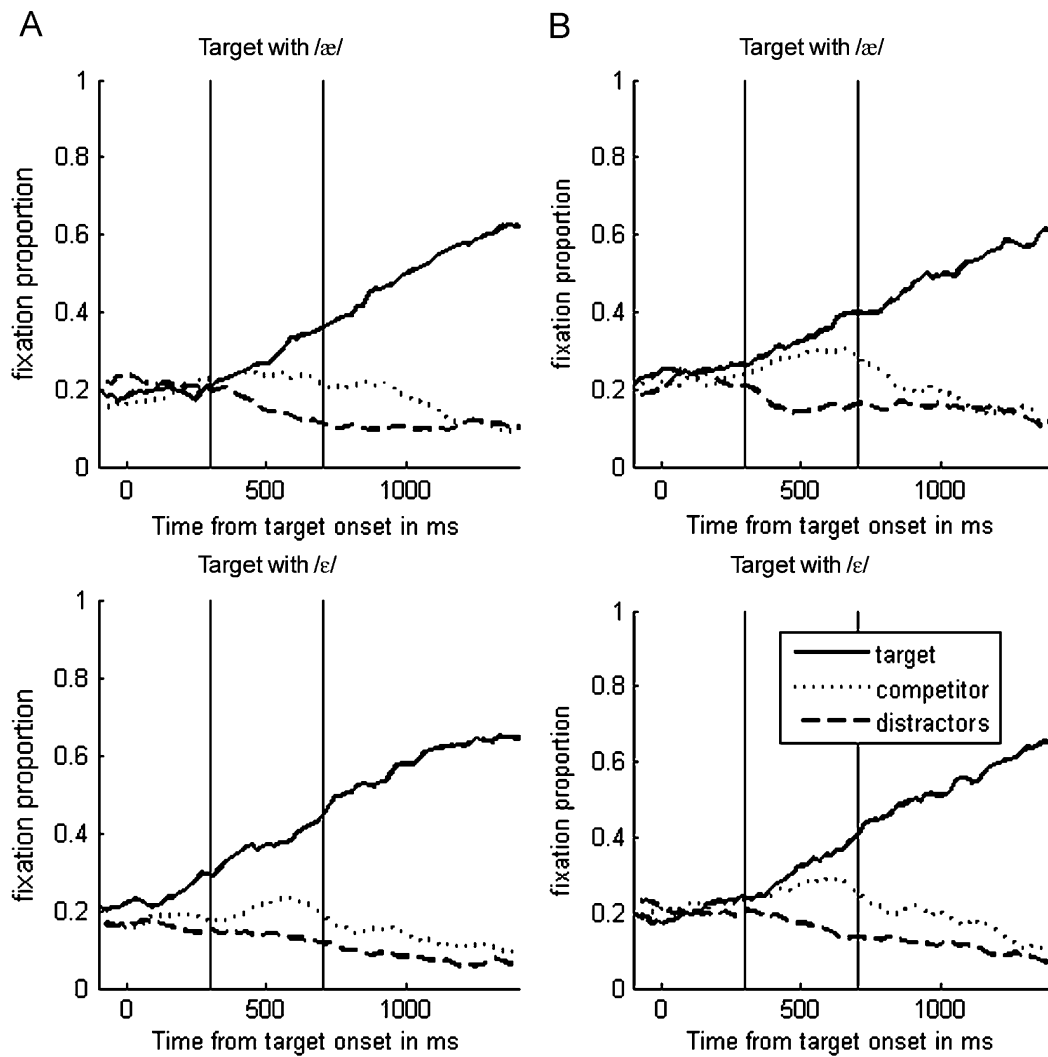 A
Target with /æ/
fixation proportion
1
0.8
0.6
0.4
0.2
0
0 500 1000
Time from target onset in ms
B
Target with /æ/
fixation proportion
1
0.8
0.6
0.4
0.2
0
0 500 1000
Time from target onset in ms
Target with /ε/
fixation proportion
1
0.8
0.6
0.4
0.2
0
0 500 1000
Time from target onset in ms
Target with /ε/
fixation proportion
1
0.8
0.6
0.4
0.2
0
0 500 1000
Time from target onset in ms
target
competitor
distractors